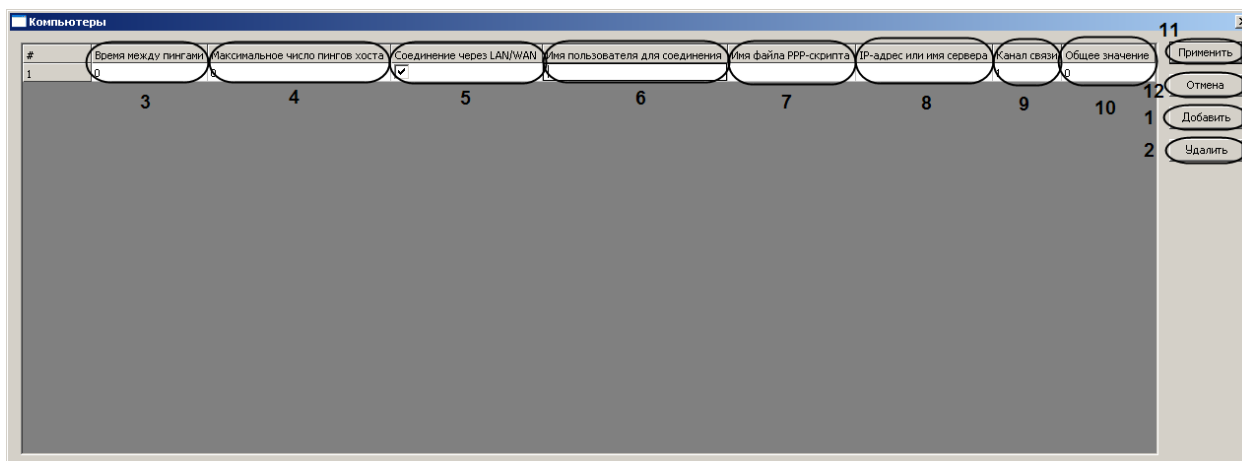 Компьютеры
11
# Время между пингами Максимальное число пингов хоста Соединение через LAN/WAN Имя пользователя для соединения Имя файла PPP-скрипта IP-адрес или имя сервера Канал связи Общее значение Применить
1 0 0 1 0
Отмена
3 4 5 6 7 8 9 10 12
1 Добавить
2 Удалить